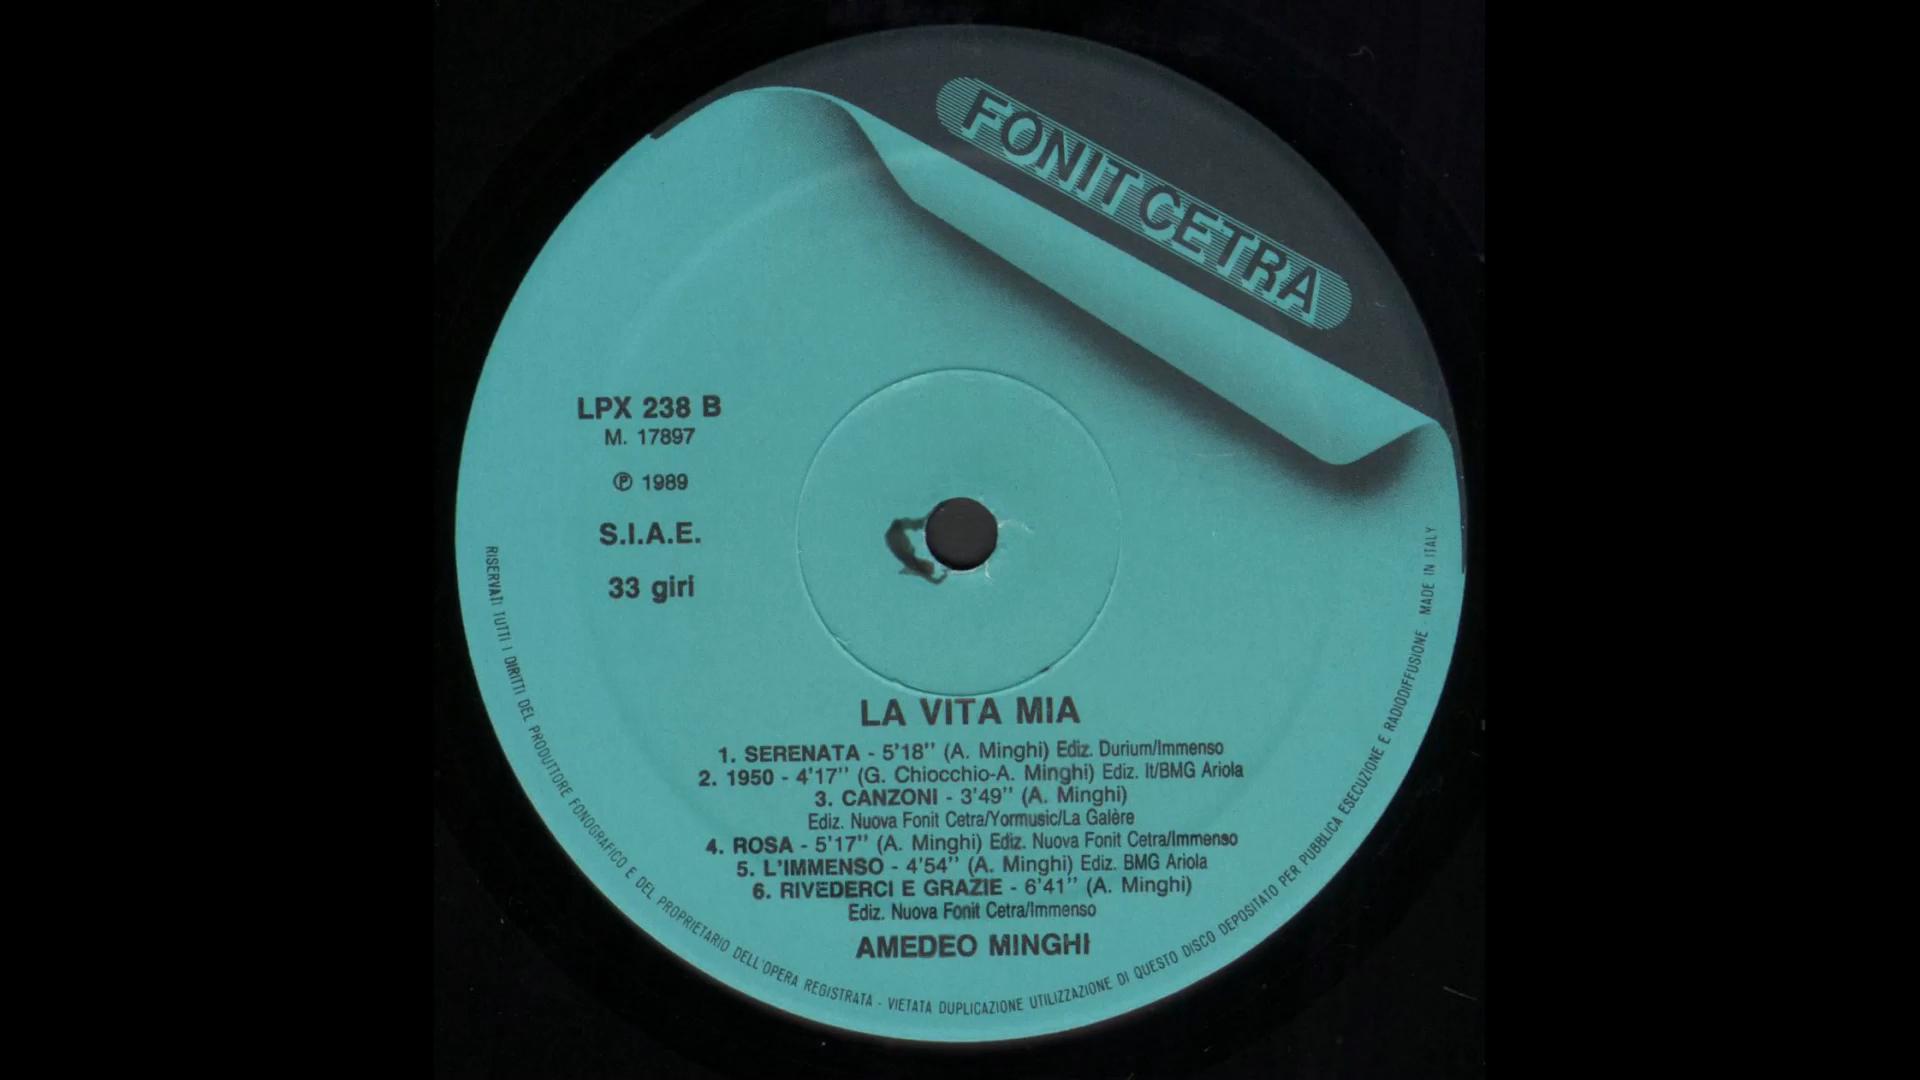 FONIT CETRA
LPX 238 B
M. 17897
℗ 1989
S.I.A.E.
33 giri
LA VITA MIA
1. SERENATA - 5'18'' (A. Minghi) Ediz. Durium/Immenso
2. 1950 - 4'17'' (G. Chiocchio-A. Minghi) Ediz. It/BMG Ariola
3. CANZONI - 3'49'' (A. Minghi)
Ediz. Nuova Fonit Cetra/Yormusic/La Galère
4. ROSA - 5'17'' (A. Minghi) Ediz. Nuova Fonit Cetra/Immenso
5. L'IMMENSO - 4'54'' (A. Minghi) Ediz. BMG Ariola
6. RIVEDERCI E GRAZIE - 6'41'' (A. Minghi)
Ediz. Nuova Fonit Cetra/Immenso
AMEDEO MINGHI
RISERVATI TUTTI I DIRITTI DEL PRODUTTORE FONOGRAFICO E DEL PROPRIETARIO DELL'OPERA REGISTRATA - VIETATA DUPLICAZIONE UTILIZZAZIONE DI QUESTO DISCO DEPOSITATO PER PUBBLICA ESECUZIONE E RADIODIFFUSIONE - MADE IN ITALY